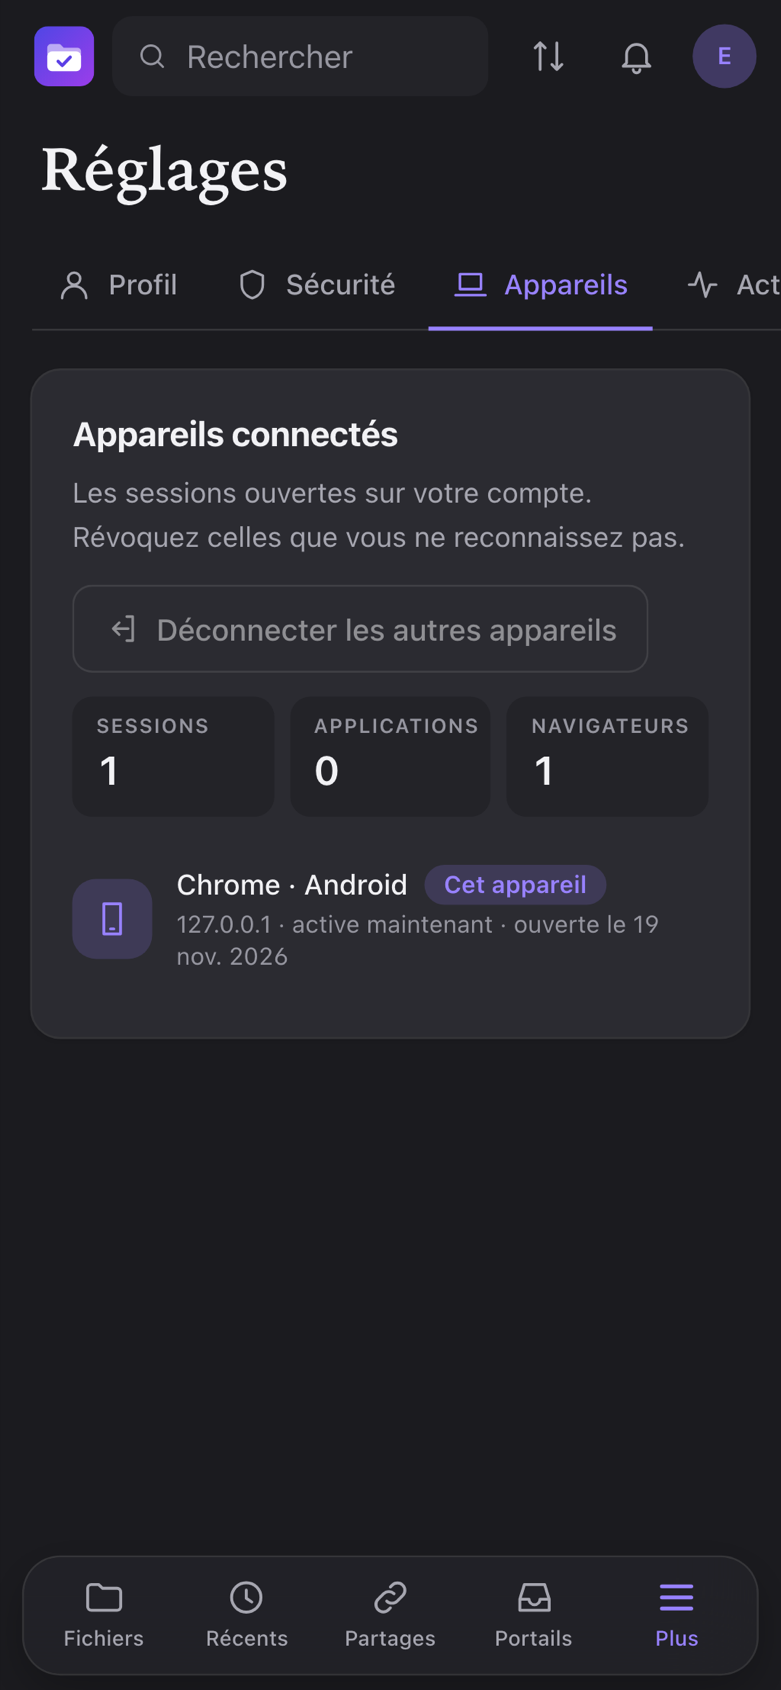 Rechercher
E
Réglages
Profil
Sécurité
Appareils
Act
Appareils connectés
Les sessions ouvertes sur votre compte.
Révoquez celles que vous ne reconnaissez pas.
Déconnecter les autres appareils
SESSIONS
APPLICATIONS
NAVIGATEURS
1
0
1
Chrome · Android
Cet appareil
127.0.0.1 · active maintenant · ouverte le 19
nov. 2026
Fichiers
Récents
Partages
Portails
Plus